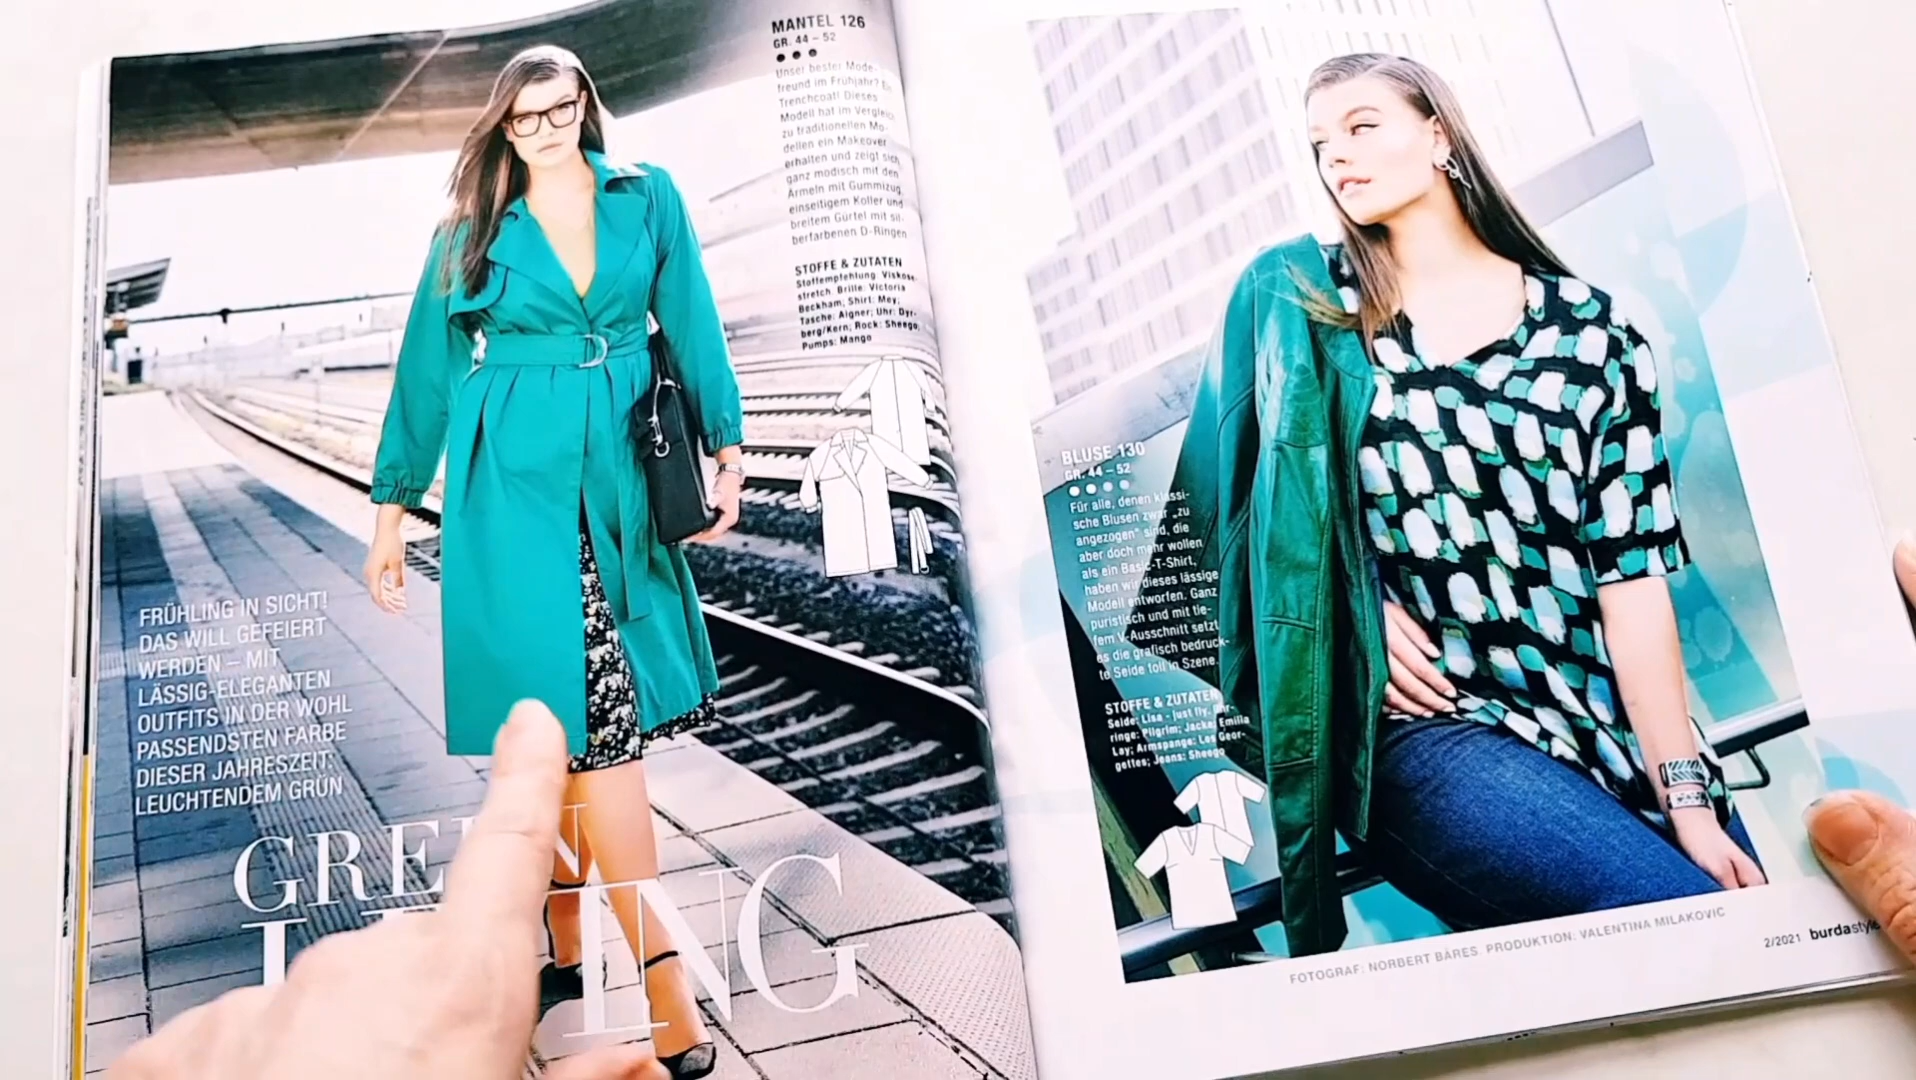 MANTEL 126
GR. 44 – 52
Unser bester Mode-
freund im Frühjahr?
Trenchcoat! Dieses
Modell hat im Vergleich
zu traditionellen Mo-
dellen ein Makeover
erhalten und zeigt sich
ganz modisch mit den
Ärmeln mit Gummizug,
einseitigem Koller und
breitem Gürtel mit sil-
berfarbenen D-Ringen
STOFFE & ZUTATEN
Stoffempfehlung: Viskose-
stretch. Brille: Victoria
Beckham; Shirt: Mey;
Tasche: Aigner; Uhr: Dyr-
berg/Kern; Rock: Sheego;
Pumps: Mango
FRÜHLING IN SICHT!
DAS WILL GEFEIERT
WERDEN – MIT
LÄSSIG-ELEGANTEN
OUTFITS IN DER WOHL
PASSENDSTEN FARBE
DIESER JAHRESZEIT:
LEUCHTENDEM GRÜN
BLUSE 130
GR. 44 – 52
Für alle, denen klassi-
sche Blusen zwar „zu
angezogen“ sind, die
aber doch mehr wollen
als ein Basic-T-Shirt,
haben wir dieses lässige
Modell entworfen. Ganz
puristisch und mit tie-
fem V-Ausschnitt setzt
es die grafisch bedruck-
te Seide toll in Szene.
STOFFE & ZUTATEN
Seide: Lisa - just fly. Ohr-
ringe: Pilgrim; Jacke: Emilia
Lay; Armspange: Les Geor-
gettes; Jeans: Sheego
FOTOGRAF: NORBERT BÄRES. PRODUKTION: VALENTINA MILAKOVIC
2/2021 burdastyle